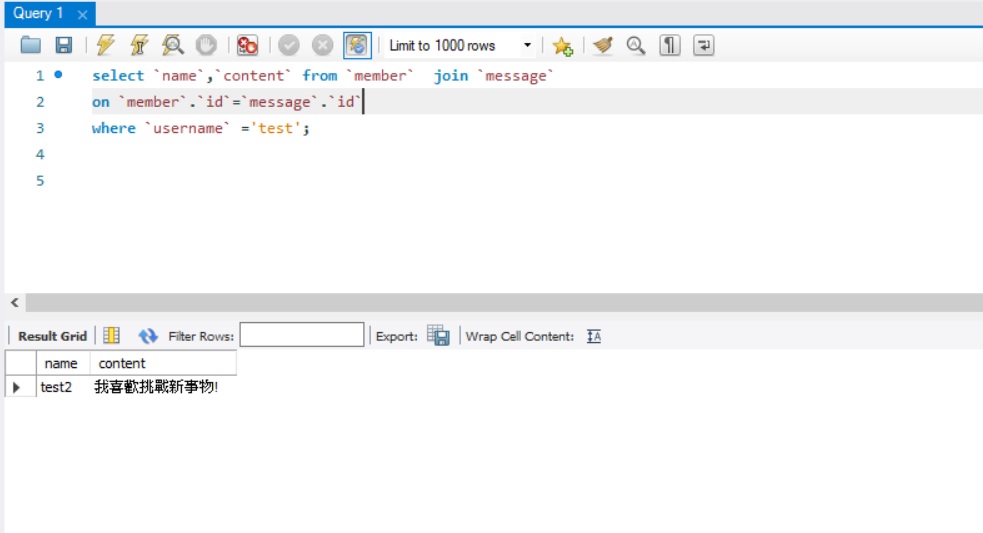 Query 1
Limit to 1000 rows
1 select `name`,`content` from `member`  join `message`
2 on `member`.`id`=`message`.`id`
3 where `username` ='test';
4
5
Result Grid Filter Rows: Export: Wrap Cell Content: IA
name content
test2 我喜歡挑戰新事物!